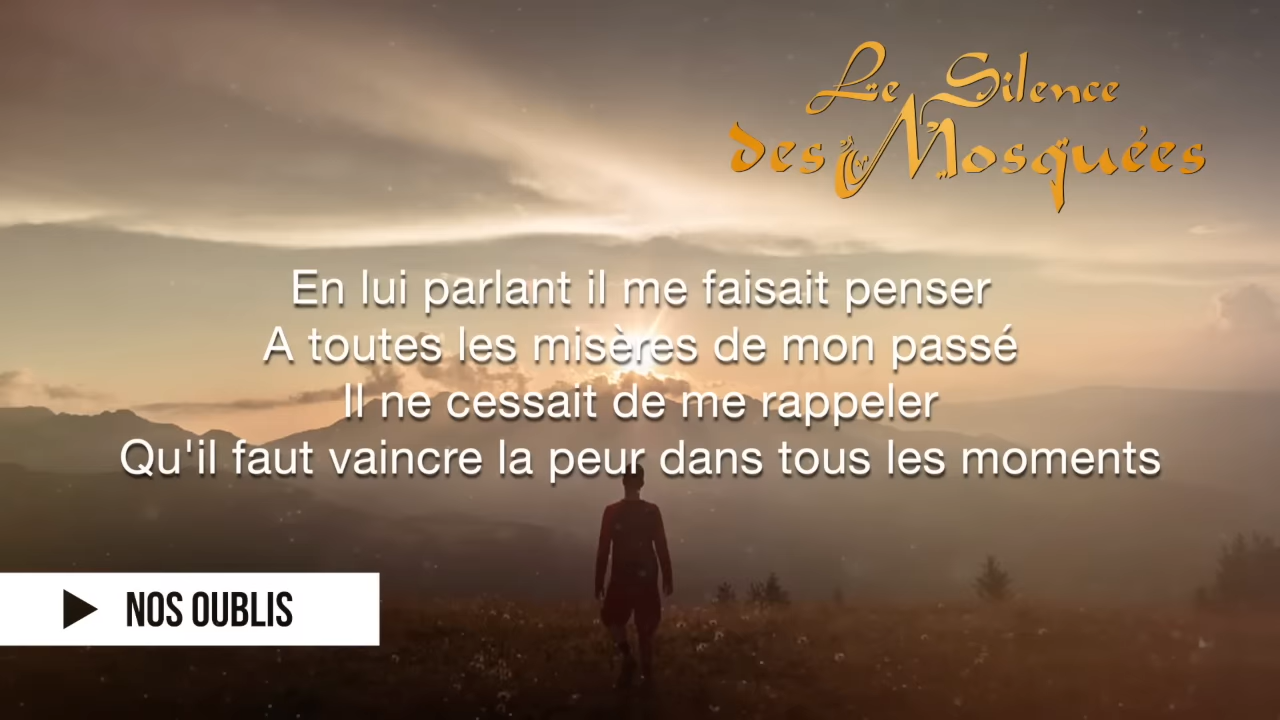 Le Silence
des Mosquées
En lui parlant il me faisait penser
A toutes les misères de mon passé
Il ne cessait de me rappeler
Qu'il faut vaincre la peur dans tous les moments
NOS OUBLIS